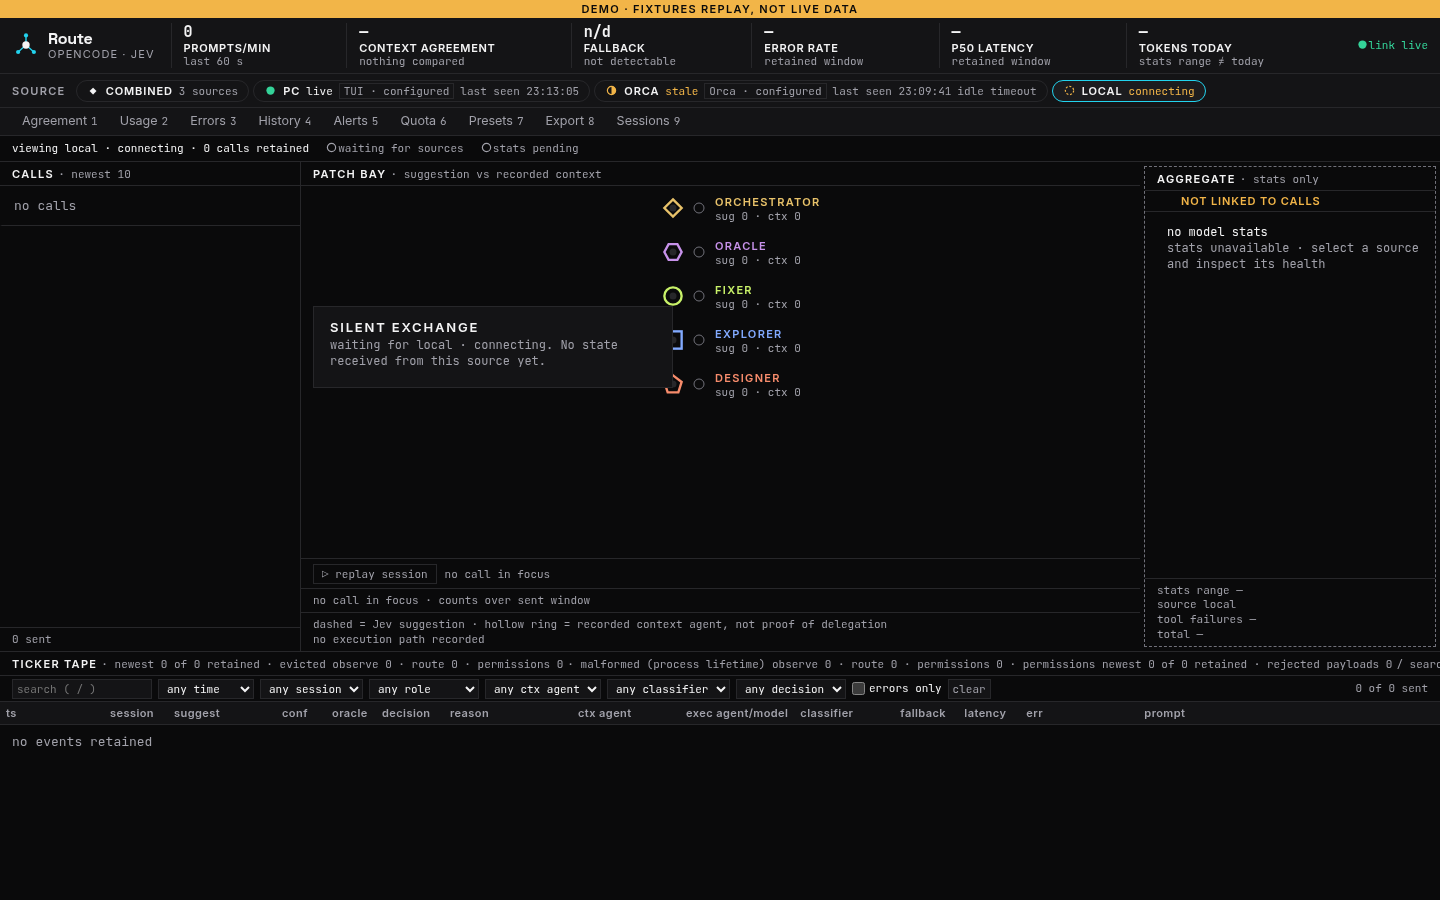 DEMO · FIXTURES REPLAY, NOT LIVE DATA
Route
OPENCODE · JEV
0
PROMPTS/MIN
last 60 s
—
CONTEXT AGREEMENT
nothing compared
n/d
FALLBACK
not detectable
—
ERROR RATE
retained window
—
P50 LATENCY
retained window
—
TOKENS TODAY
stats range ≠ today
link live
SOURCE
COMBINED 3 sources
PC live TUI · configured last seen 23:13:05
ORCA stale Orca · configured last seen 23:09:41 idle timeout
LOCAL connecting
Agreement 1 Usage 2 Errors 3 History 4 Alerts 5 Quota 6 Presets 7 Export 8 Sessions 9
viewing local · connecting · 0 calls retained waiting for sources stats pending
CALLS · newest 10
no calls
0 sent
PATCH BAY · suggestion vs recorded context
ORCHESTRATOR
sug 0 · ctx 0
ORACLE
sug 0 · ctx 0
FIXER
sug 0 · ctx 0
EXPLORER
sug 0 · ctx 0
DESIGNER
sug 0 · ctx 0
SILENT EXCHANGE
waiting for local · connecting. No state
received from this source yet.
▷ replay session no call in focus
no call in focus · counts over sent window
dashed = Jev suggestion · hollow ring = recorded context agent, not proof of delegation
no execution path recorded
AGGREGATE · stats only
NOT LINKED TO CALLS
no model stats
stats unavailable · select a source
and inspect its health
stats range —
source local
tool failures —
total —
TICKER TAPE · newest 0 of 0 retained · evicted observe 0 · route 0 · permissions 0 · malformed (process lifetime) observe 0 · route 0 · permissions 0 · permissions newest 0 of 0 retained · rejected payloads 0 / searc
search ( / ) any time any session any role any ctx agent any classifier any decision errors only clear 0 of 0 sent
ts session suggest conf oracle decision reason ctx agent exec agent/model classifier fallback latency err prompt
no events retained